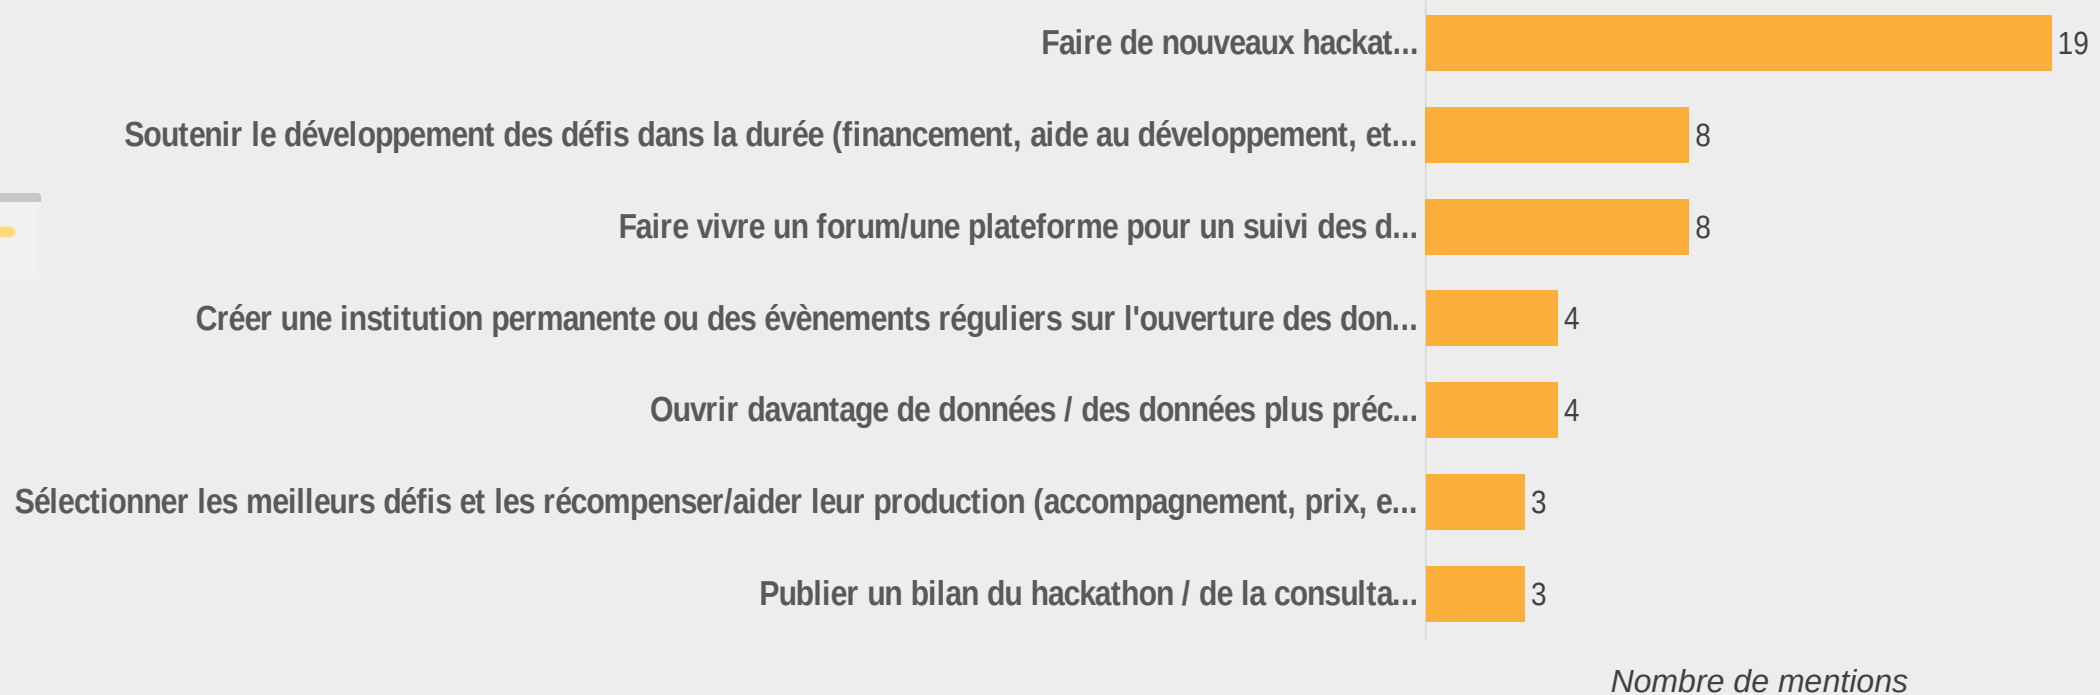 Faire de nouveaux hackat... 19
Soutenir le développement des défis dans la durée (financement, aide au développement, et... 8
Faire vivre un forum/une plateforme pour un suivi des d... 8
Créer une institution permanente ou des évènements réguliers sur l'ouverture des don... 4
Ouvrir davantage de données / des données plus préc... 4
Sélectionner les meilleurs défis et les récompenser/aider leur production (accompagnement, prix, e... 3
Publier un bilan du hackathon / de la consulta... 3
Nombre de mentions